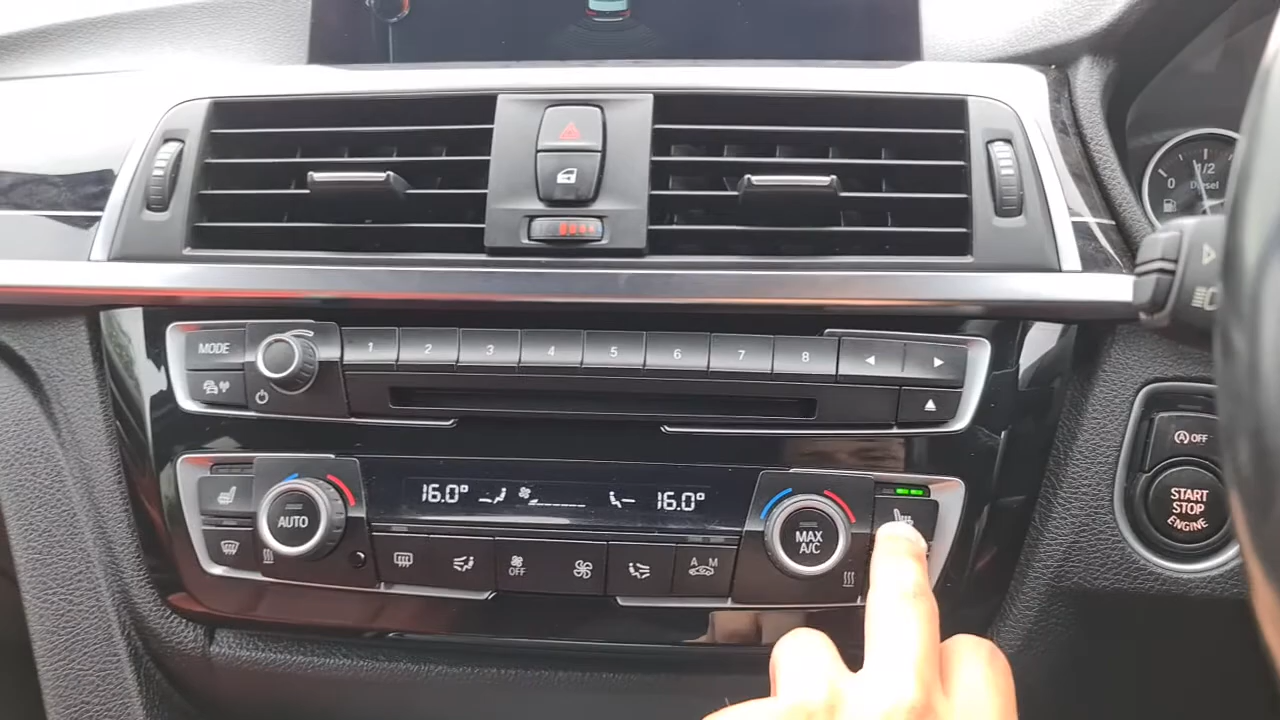 0 1/2
Diesel
MODE
1 2 3 4 5 6 7 8
OFF
START
STOP
ENGINE
16.0° 16.0°
AUTO
MAX
A/C
OFF
A M